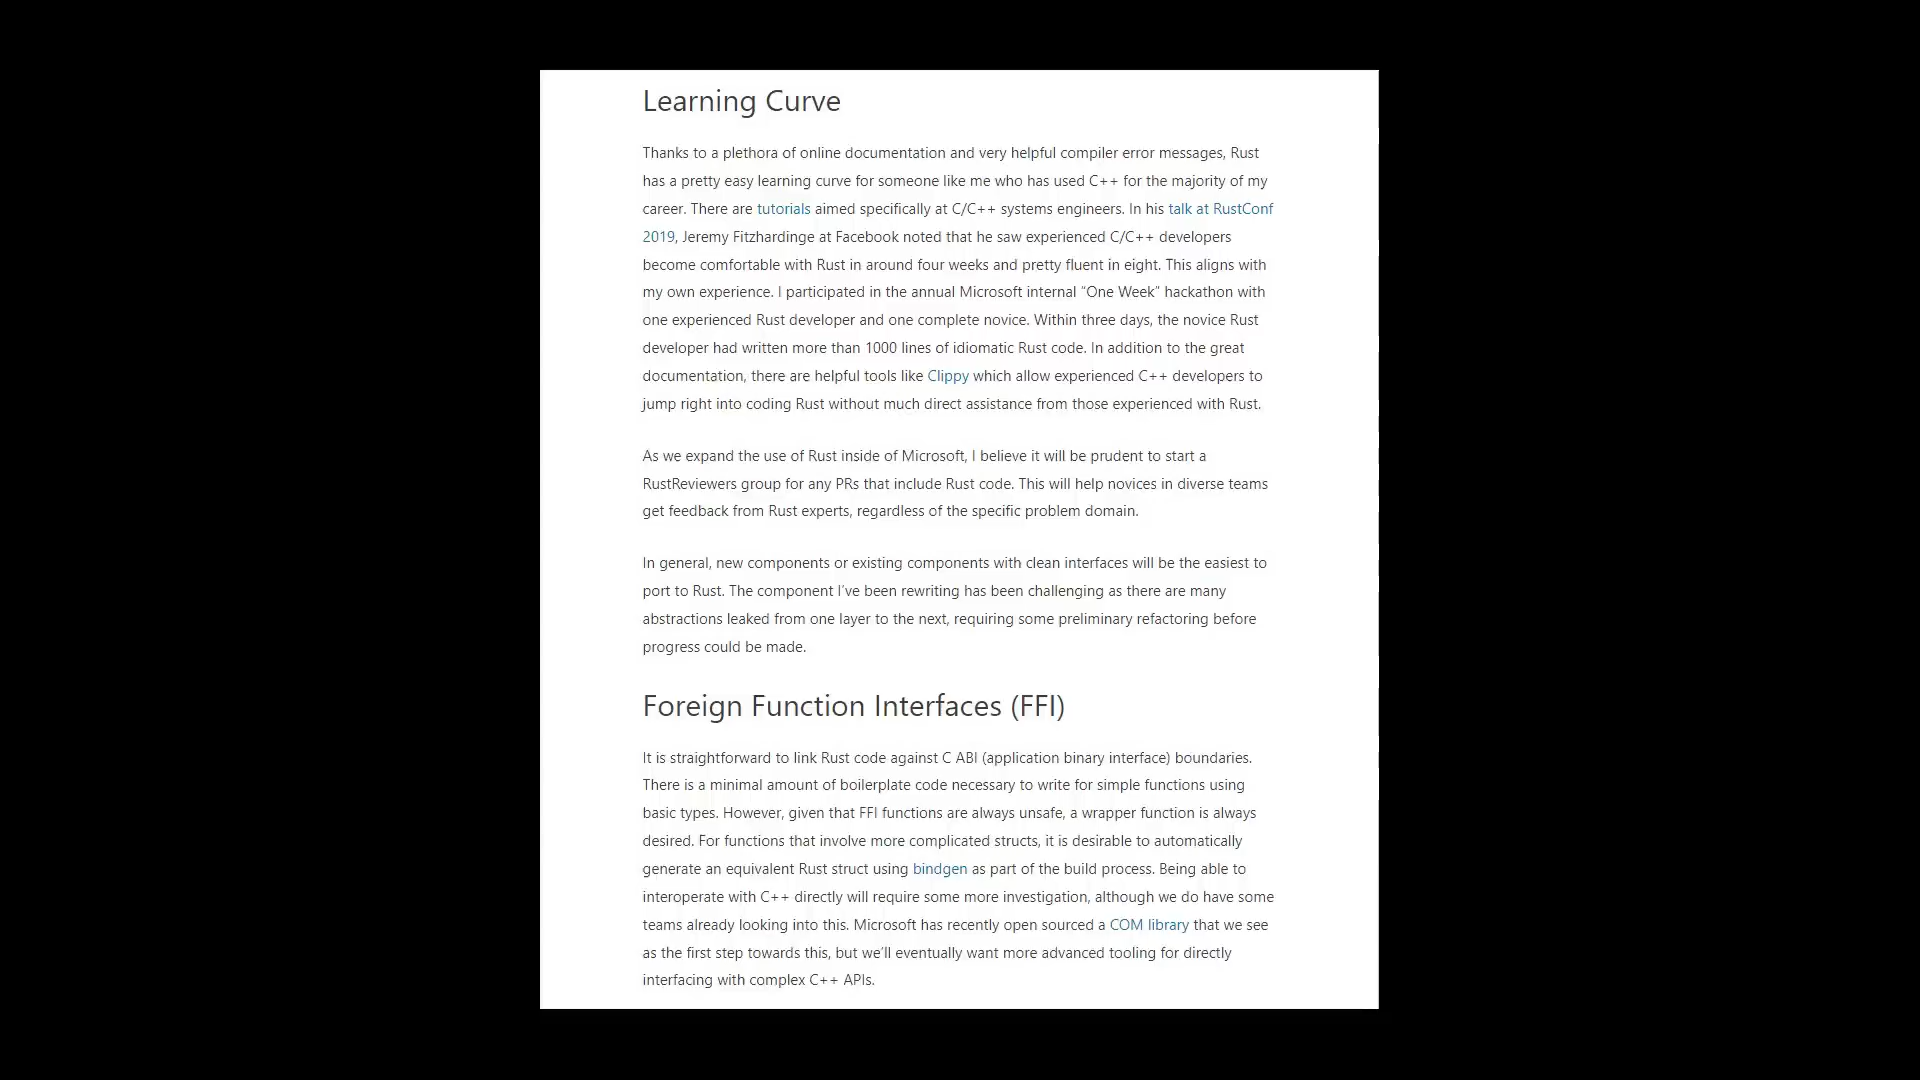 Learning Curve
Thanks to a plethora of online documentation and very helpful compiler error messages, Rust
has a pretty easy learning curve for someone like me who has used C++ for the majority of my
career. There are tutorials aimed specifically at C/C++ systems engineers. In his talk at RustConf
2019, Jeremy Fitzhardinge at Facebook noted that he saw experienced C/C++ developers
become comfortable with Rust in around four weeks and pretty fluent in eight. This aligns with
my own experience. I participated in the annual Microsoft internal “One Week” hackathon with
one experienced Rust developer and one complete novice. Within three days, the novice Rust
developer had written more than 1000 lines of idiomatic Rust code. In addition to the great
documentation, there are helpful tools like Clippy which allow experienced C++ developers to
jump right into coding Rust without much direct assistance from those experienced with Rust.
As we expand the use of Rust inside of Microsoft, I believe it will be prudent to start a
RustReviewers group for any PRs that include Rust code. This will help novices in diverse teams
get feedback from Rust experts, regardless of the specific problem domain.
In general, new components or existing components with clean interfaces will be the easiest to
port to Rust. The component I’ve been rewriting has been challenging as there are many
abstractions leaked from one layer to the next, requiring some preliminary refactoring before
progress could be made.
Foreign Function Interfaces (FFI)
It is straightforward to link Rust code against C ABI (application binary interface) boundaries.
There is a minimal amount of boilerplate code necessary to write for simple functions using
basic types. However, given that FFI functions are always unsafe, a wrapper function is always
desired. For functions that involve more complicated structs, it is desirable to automatically
generate an equivalent Rust struct using bindgen as part of the build process. Being able to
interoperate with C++ directly will require some more investigation, although we do have some
teams already looking into this. Microsoft has recently open sourced a COM library that we see
as the first step towards this, but we’ll eventually want more advanced tooling for directly
interfacing with complex C++ APIs.